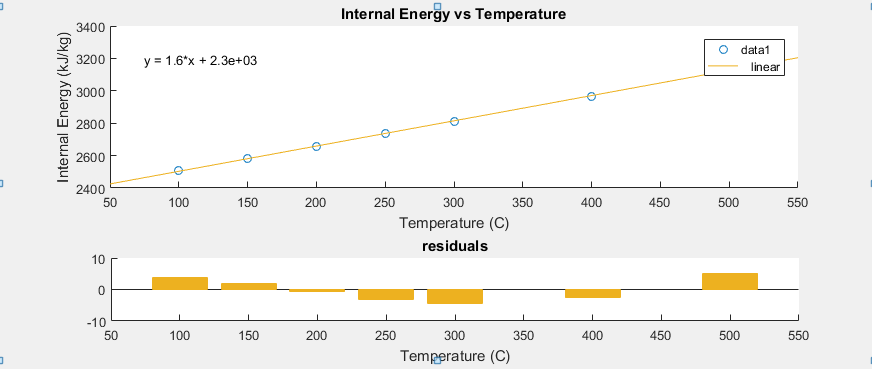 Internal Energy vs Temperature
3400
3200
3000
2800
2600
2400
Internal Energy (kJ/kg)
y = 1.6*x + 2.3e+03
data1
linear
50 100 150 200 250 300 350 400 450 500 550
Temperature (C)
residuals
10
0
-10
50 100 150 200 250 300 350 400 450 500 550
Temperature (C)